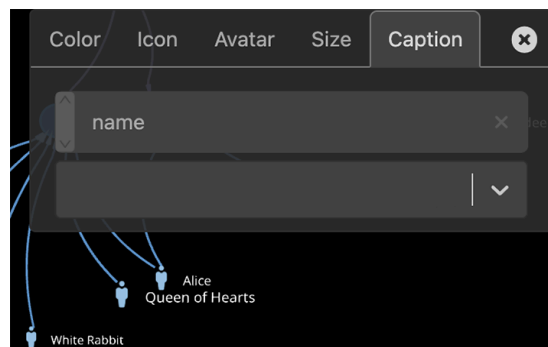 Color Icon Avatar Size Caption
name
Alice
Queen of Hearts
White Rabbit